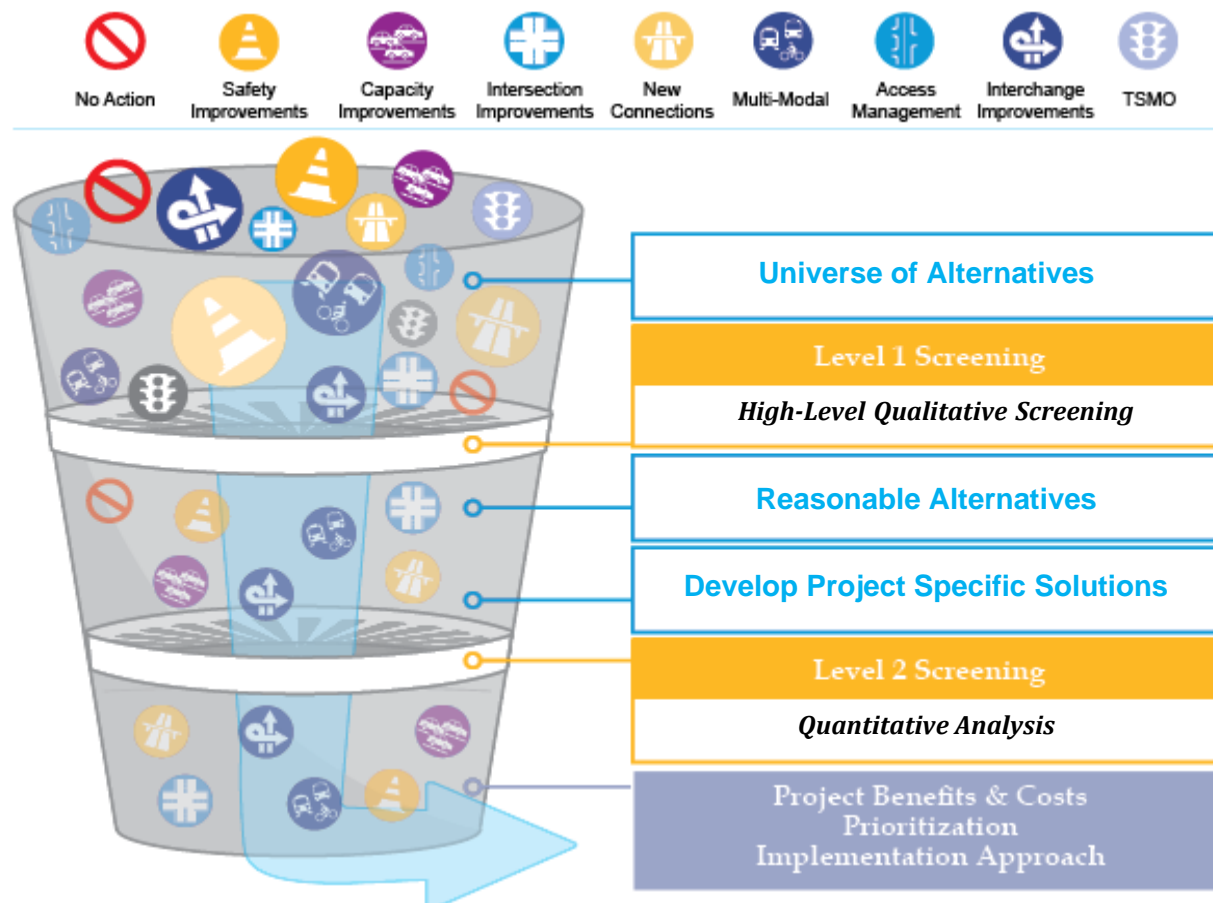 No Action
Safety
Improvements
Capacity
Improvements
Intersection
Improvements
New
Connections
Multi-Modal
Access
Management
Interchange
Improvements
TSMO
Universe of Alternatives
Level 1 Screening
High-Level Qualitative Screening
Reasonable Alternatives
Develop Project Specific Solutions
Level 2 Screening
Quantitative Analysis
Project Benefits & Costs
Prioritization
Implementation Approach